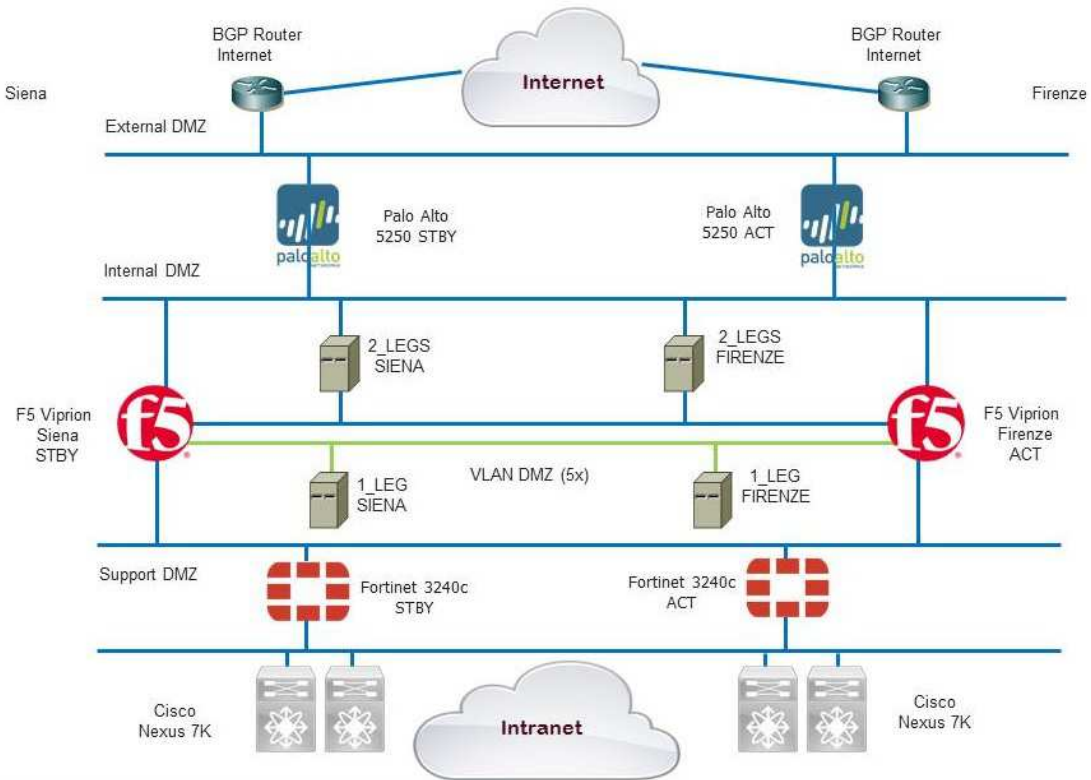 BGP Router
Internet
BGP Router
Internet
Internet
Siena
Firenze
External DMZ
Palo Alto
5250 STBY
Palo Alto
5250 ACT
paloalto
NETWORKS
paloalto
NETWORKS
Internal DMZ
2_LEGS
SIENA
2_LEGS
FIRENZE
f5
F5 Viprion
Siena
STBY
f5
F5 Viprion
Firenze
ACT
VLAN DMZ (5x)
1_LEG
SIENA
1_LEG
FIRENZE
Support DMZ
Fortinet 3240c
STBY
Fortinet 3240c
ACT
Cisco
Nexus 7K
Intranet
Cisco
Nexus 7K